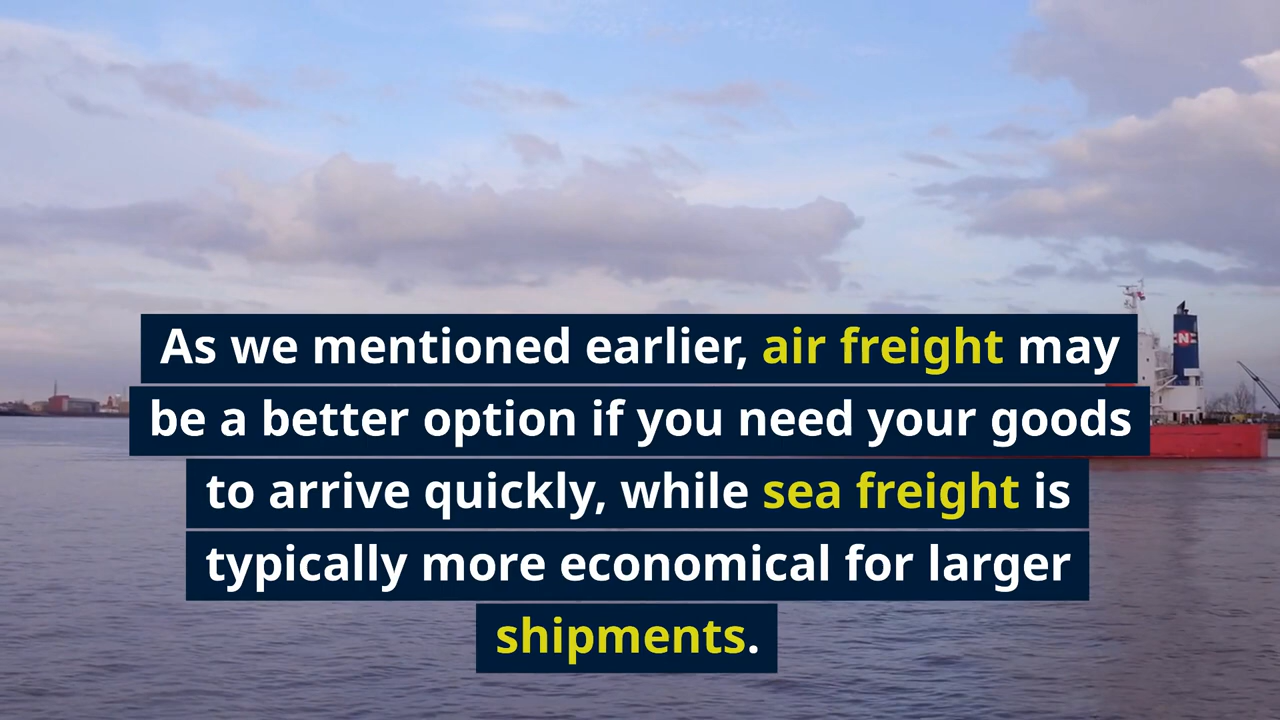 As we mentioned earlier, air freight may
be a better option if you need your goods
to arrive quickly, while sea freight is
typically more economical for larger
shipments.
N